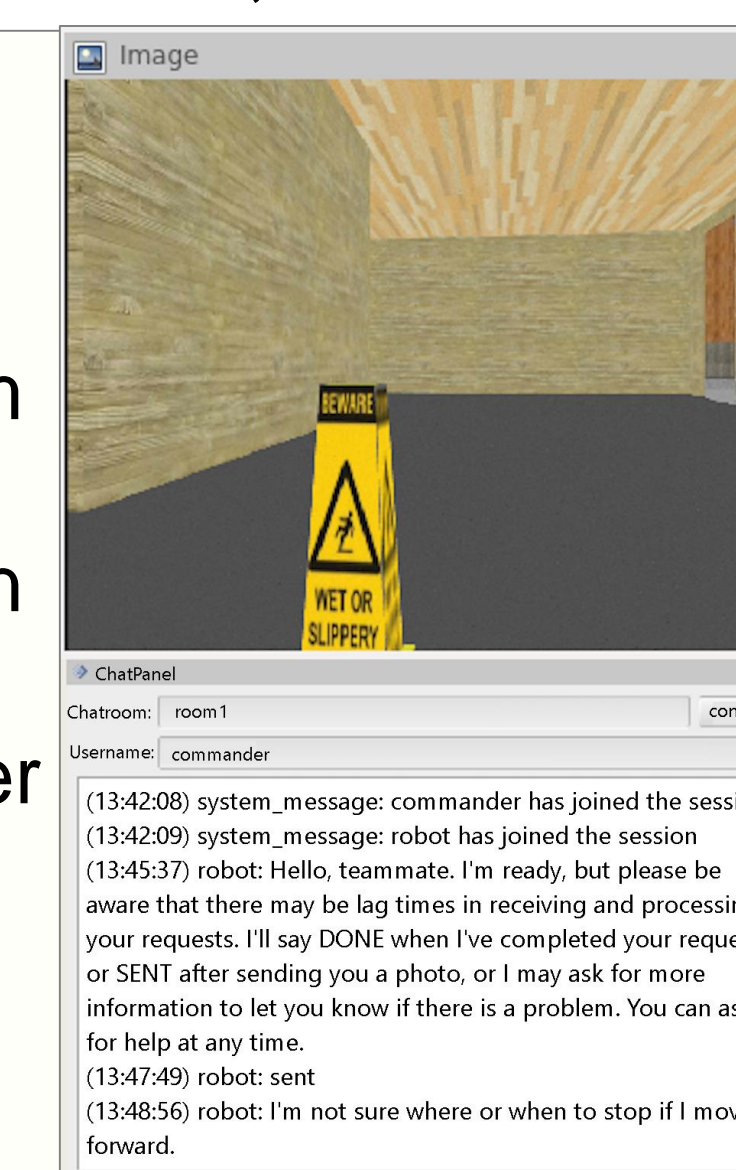 Image
BEWARE
WET OR
SLIPPERY
ChatPanel
Chatroom: room1
Username: commander
(13:42:08) system_message: commander has joined the
(13:42:09) system_message: robot has joined the session
(13:45:37) robot: Hello, teammate. I'm ready, but please be
aware that there may be lag times in receiving and
your requests. I'll say DONE when I've completed your
or SENT after sending you a photo, or I may ask for more
information to let you know if there is a problem. You can
for help at any time.
(13:47:49) robot: sent
(13:48:56) robot: I'm not sure where or when to stop if I
forward.